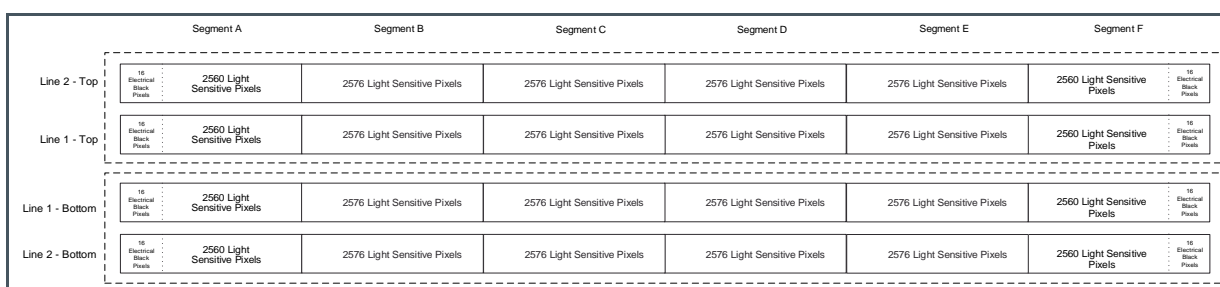 Segment A Segment B Segment C Segment D Segment E Segment F
Line 2 - Top
16
Electrical
Black
Pixels
2560 Light
Sensitive Pixels
2576 Light Sensitive Pixels
2576 Light Sensitive Pixels
2576 Light Sensitive Pixels
2576 Light Sensitive Pixels
2560 Light Sensitive
Pixels
16
Electrical
Black
Pixels
Line 1 - Top
16
Electrical
Black
Pixels
2560 Light
Sensitive Pixels
2576 Light Sensitive Pixels
2576 Light Sensitive Pixels
2576 Light Sensitive Pixels
2576 Light Sensitive Pixels
2560 Light Sensitive
Pixels
16
Electrical
Black
Pixels
Line 1 - Bottom
16
Electrical
Black
Pixels
2560 Light
Sensitive Pixels
2576 Light Sensitive Pixels
2576 Light Sensitive Pixels
2576 Light Sensitive Pixels
2576 Light Sensitive Pixels
2560 Light Sensitive
Pixels
16
Electrical
Black
Pixels
Line 2 - Bottom
16
Electrical
Black
Pixels
2560 Light
Sensitive Pixels
2576 Light Sensitive Pixels
2576 Light Sensitive Pixels
2576 Light Sensitive Pixels
2576 Light Sensitive Pixels
2560 Light Sensitive
Pixels
16
Electrical
Black
Pixels